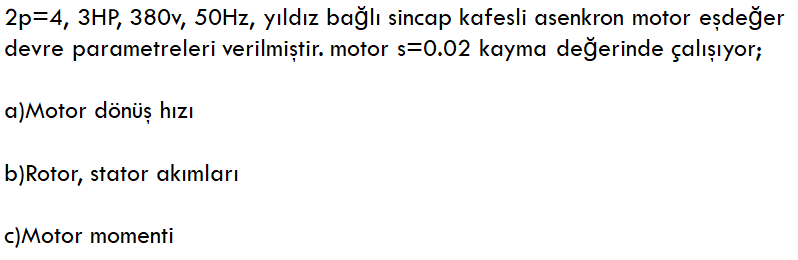 2p=4, 3HP, 380v, 50Hz, yıldız bağlı sincap kafesli asenkron motor eşdeğer
devre parametreleri verilmiştir. motor s=0.02 kayma değerinde çalışıyor;
a)Motor dönüş hızı
b)Rotor, stator akımları
c)Motor momenti